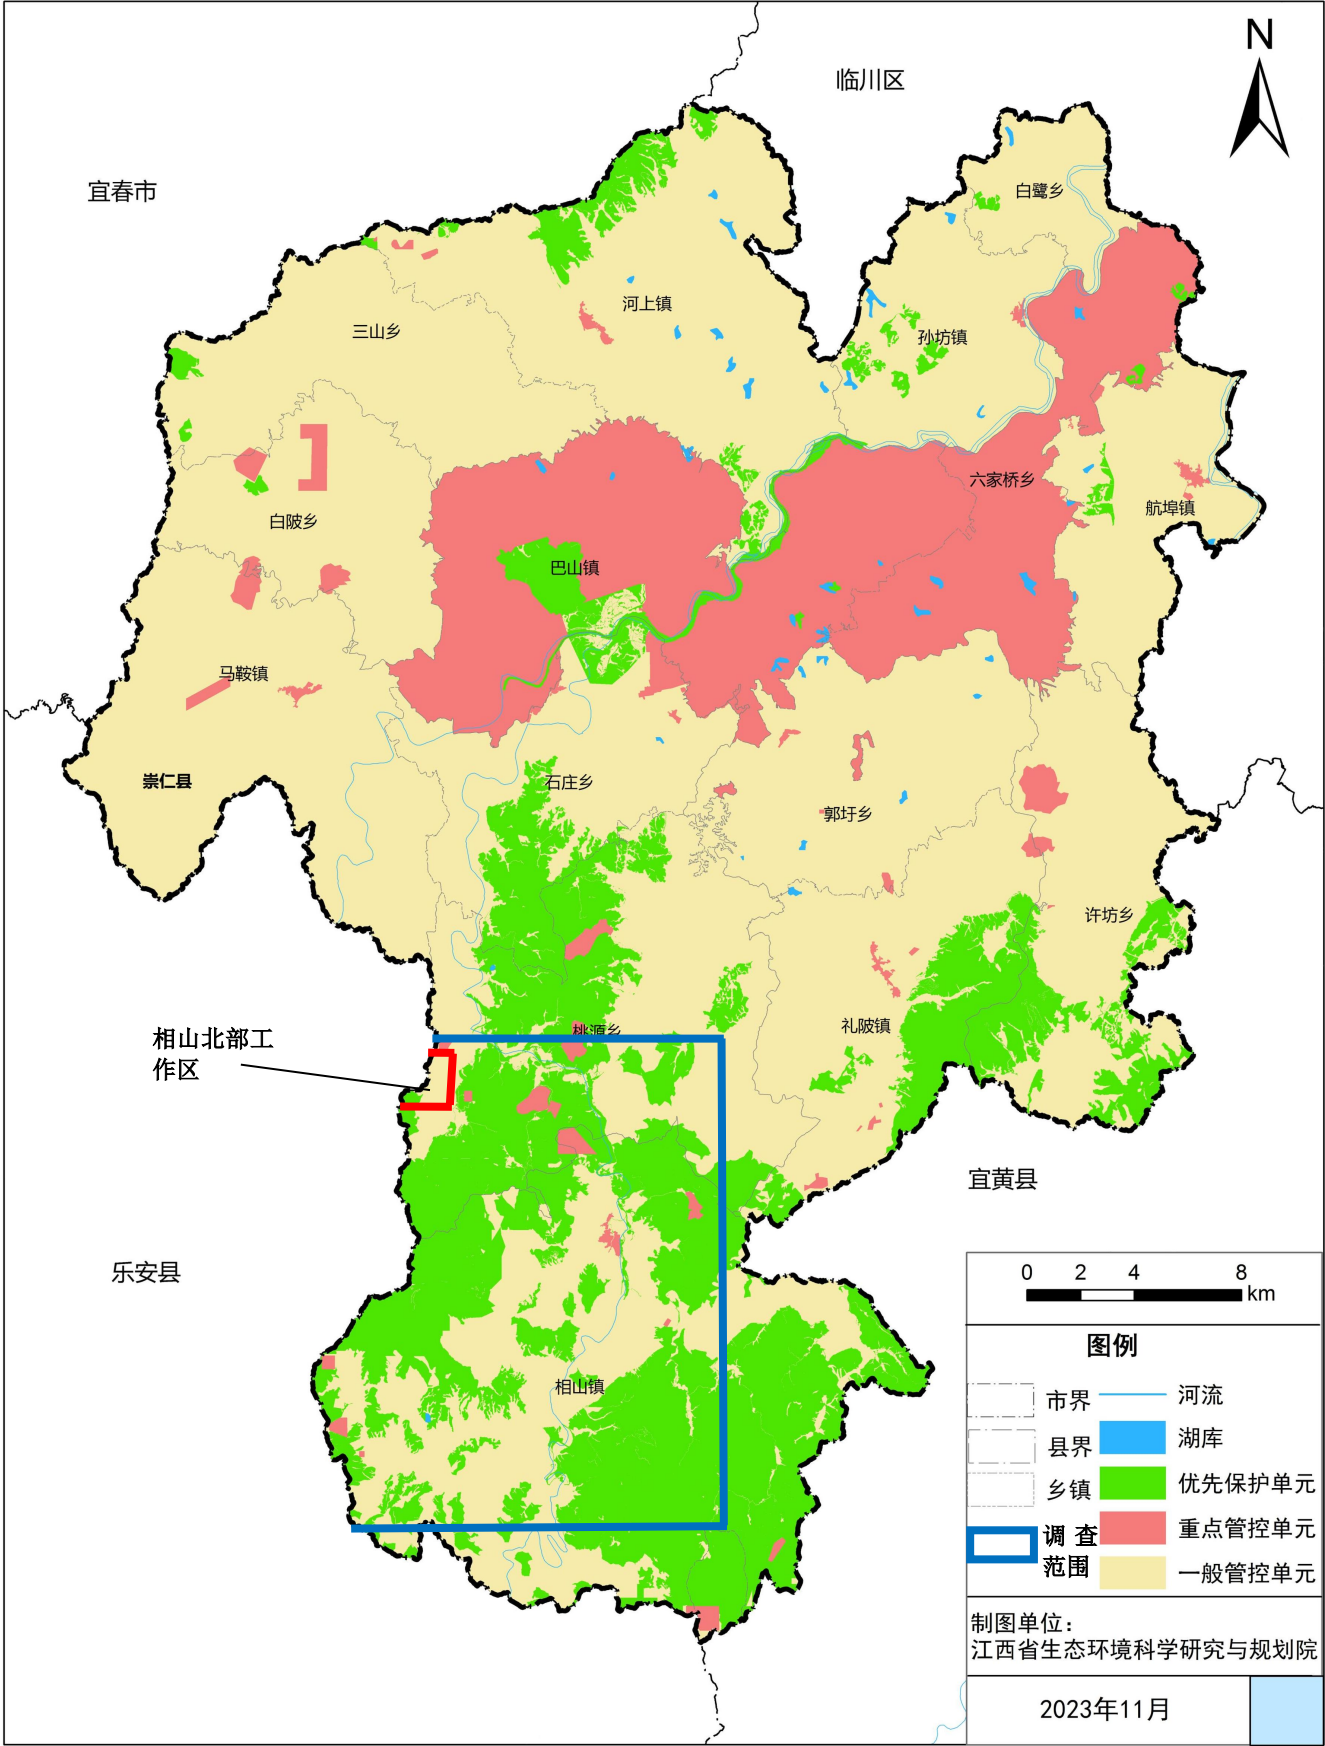 N
临川区
宜春市
白鹭乡
河上镇
三山乡
孙坊镇
六家桥乡
航埠镇
白陂乡
巴山镇
马鞍镇
崇仁县
石庄乡
郭圩乡
许坊乡
礼陂镇
桃源乡
相山北部工
作区
宜黄县
乐安县
相山镇
0 2 4 8
km
图例
市界
河流
县界
湖库
乡镇
优先保护单元
调查
范围
重点管控单元
一般管控单元
制图单位：
江西省生态环境科学研究与规划院
2023年11月